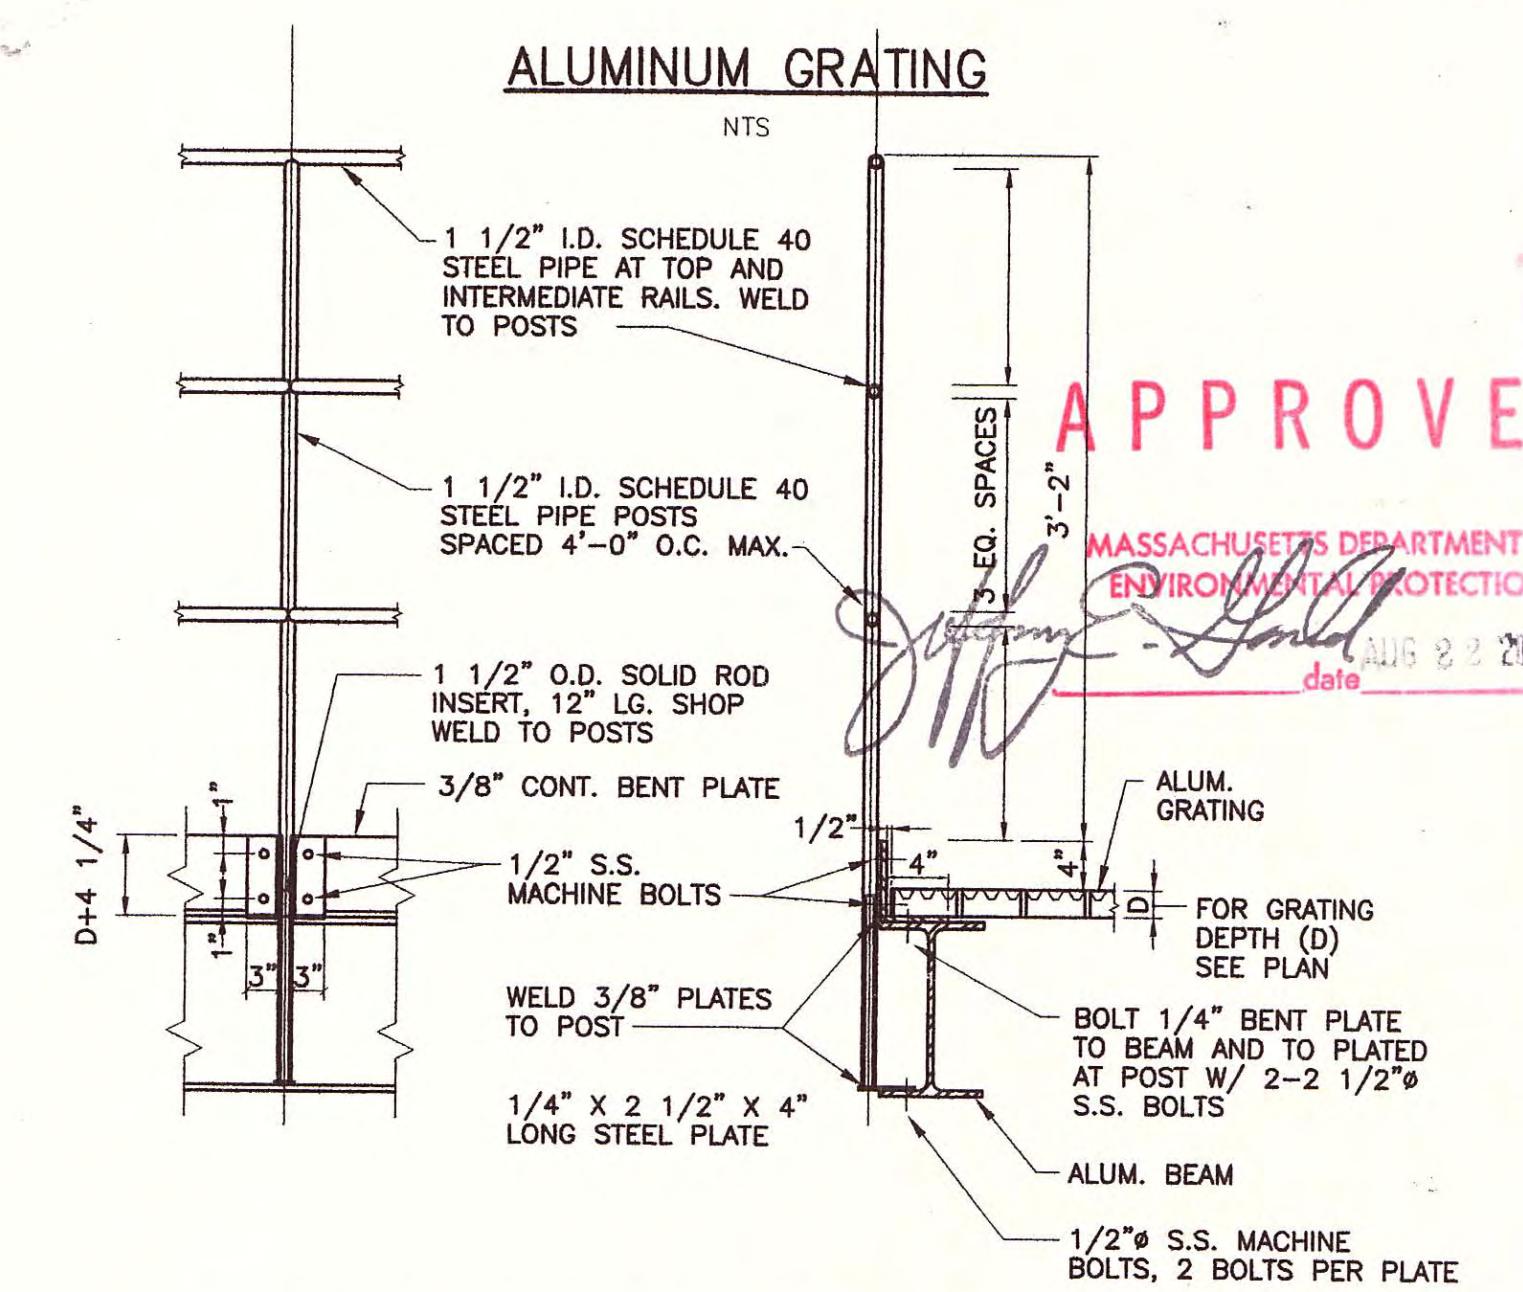 ALUMINUM GRATING
NTS
1 1/2" I.D. SCHEDULE 40
STEEL PIPE AT TOP AND
INTERMEDIATE RAILS. WELD
TO POSTS
1 1/2" I.D. SCHEDULE 40
STEEL PIPE POSTS
SPACED 4'-0" O.C. MAX.
1 1/2" O.D. SOLID ROD
INSERT, 12" LG. SHOP
WELD TO POSTS
3/8" CONT. BENT PLATE
1/2" S.S.
MACHINE BOLTS
WELD 3/8" PLATES
TO POST
1/4" X 2 1/2" X 4"
LONG STEEL PLATE
D+4 1/4"
1"
1"
3"
3"
3 EQ. SPACES
3'-2"
1/2"
4"
4"
D
ALUM.
GRATING
FOR GRATING
DEPTH (D)
SEE PLAN
BOLT 1/4" BENT PLATE
TO BEAM AND TO PLATED
AT POST W/ 2-2 1/2"ø
S.S. BOLTS
ALUM. BEAM
1/2"ø S.S. MACHINE
BOLTS, 2 BOLTS PER PLATE
APPROVE
MASSACHUSETTS DEPARTMENT
ENVIRONMENTAL PROTECTIO
AUG 22 20
date